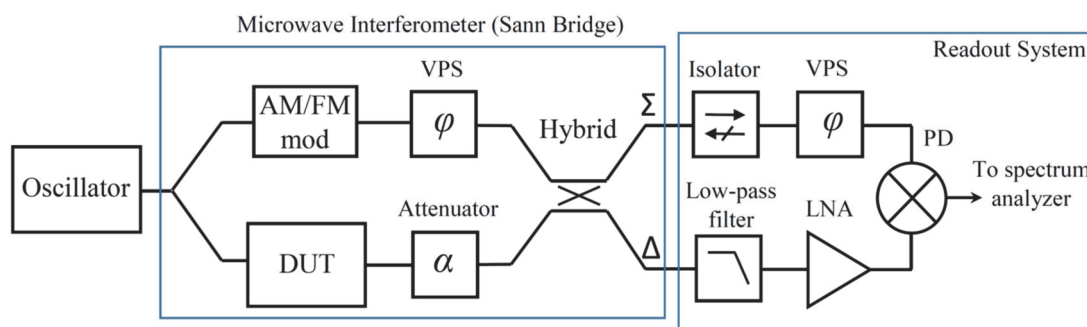 Microwave Interferometer (Sann Bridge)
Readout System
Oscillator
AM/FM
mod
VPS
φ
Hybrid
Σ
Isolator
VPS
φ
PD
To spectrum
analyzer
DUT
Attenuator
α
Δ
Low-pass
filter
LNA